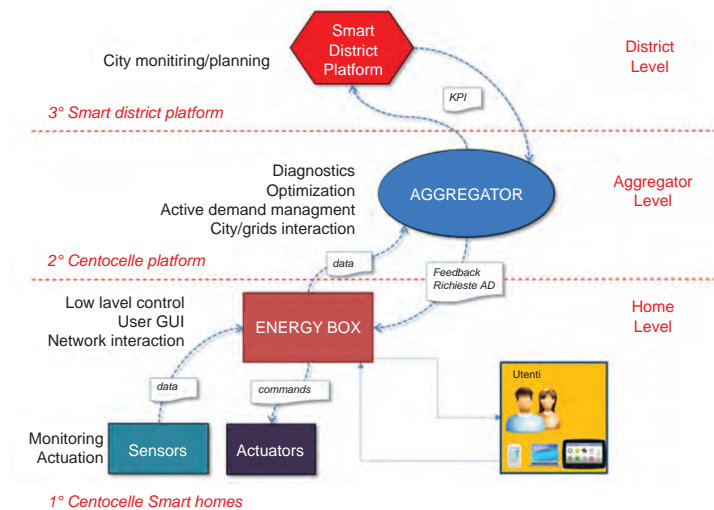 Smart
District
Platform
City monitiring/planning
District
Level
KPI
3° Smart district platform
Diagnostics
Optimization
Active demand managment
City/grids interaction
AGGREGATOR
Aggregator
Level
2° Centocelle platform
data
Feedback
Richieste AD
Low level control
User GUI
Network interaction
ENERGY BOX
Home
Level
data
commands
Utenti
Monitoring
Actuation
Sensors
Actuators
1° Centocelle Smart homes